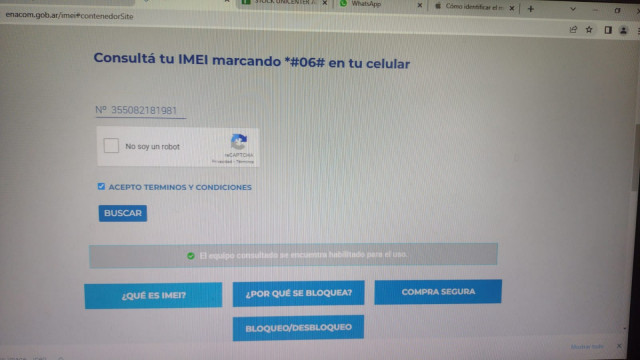 STOCK UNICENTER
WhatsApp
Cómo identificar el
enacom.gob.ar/imei#contenedorSite
Consultá tu IMEI marcando *#06# en tu celular
Nº 355082181981
No soy un robot
reCAPTCHA
Privacidad - Términos
ACEPTO TERMINOS Y CONDICIONES
BUSCAR
El equipo consultado se encuentra habilitado para el uso.
¿QUÉ ES IMEI?
¿POR QUÉ SE BLOQUEA?
COMPRA SEGURA
BLOQUEO/DESBLOQUEO
Mostrar todo